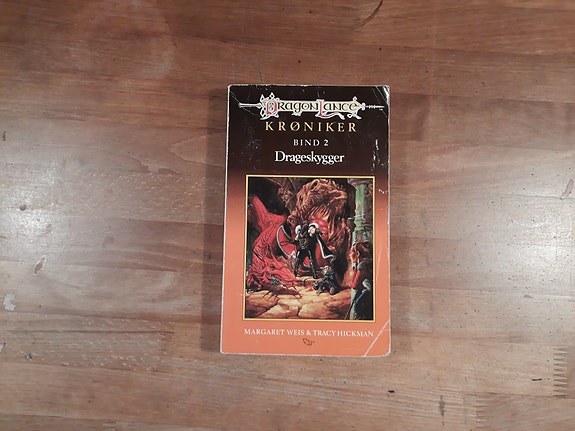 DRAGONLANCE
KRØNIKER
BIND 2
Drageskygger
MARGARET WEIS & TRACY HICKMAN